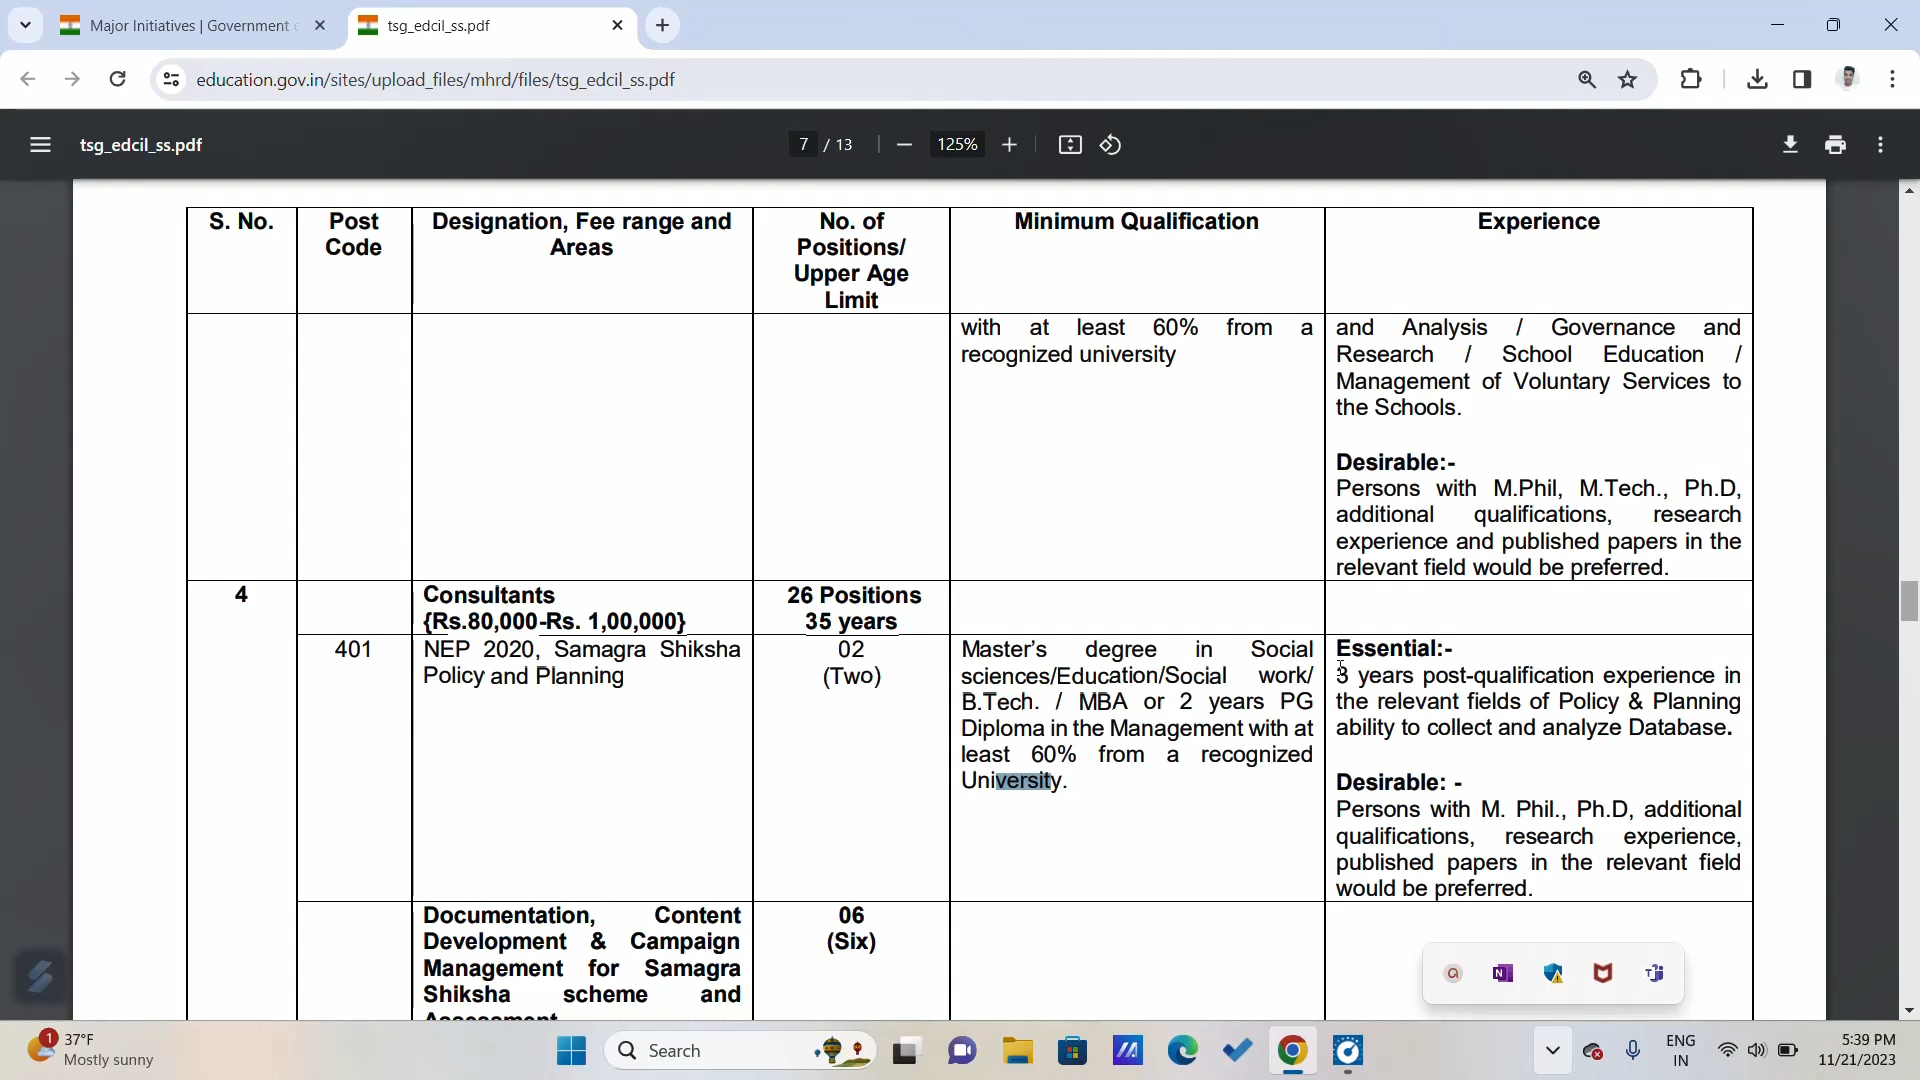 Major Initiatives | Government
tsg_edcil_ss.pdf
education.gov.in/sites/upload_files/mhrd/files/tsg_edcil_ss.pdf
tsg_edcil_ss.pdf
7 / 13
125%
S. No.
Post
Code
Designation, Fee range and
Areas
No. of
Positions/
Upper Age
Limit
Minimum Qualification
Experience
with at least 60% from a
recognized university
and Analysis / Governance and
Research / School Education /
Management of Voluntary Services to
the Schools.
Desirable:-
Persons with M.Phil, M.Tech., Ph.D,
additional qualifications, research
experience and published papers in the
relevant field would be preferred.
4
Consultants
{Rs.80,000-Rs. 1,00,000}
26 Positions
35 years
401
NEP 2020, Samagra Shiksha
Policy and Planning
02
(Two)
Master's degree in Social
sciences/Education/Social work/
B.Tech. / MBA or 2 years PG
Diploma in the Management with at
least 60% from a recognized
University.
Essential:-
3 years post-qualification experience in
the relevant fields of Policy & Planning
ability to collect and analyze Database.
Desirable: -
Persons with M. Phil., Ph.D, additional
qualifications, research experience,
published papers in the relevant field
would be preferred.
Documentation, Content
Development & Campaign
Management for Samagra
Shiksha scheme and
Assessment
06
(Six)
1
37°F
Mostly sunny
Search
ENG
IN
5:39 PM
11/21/2023